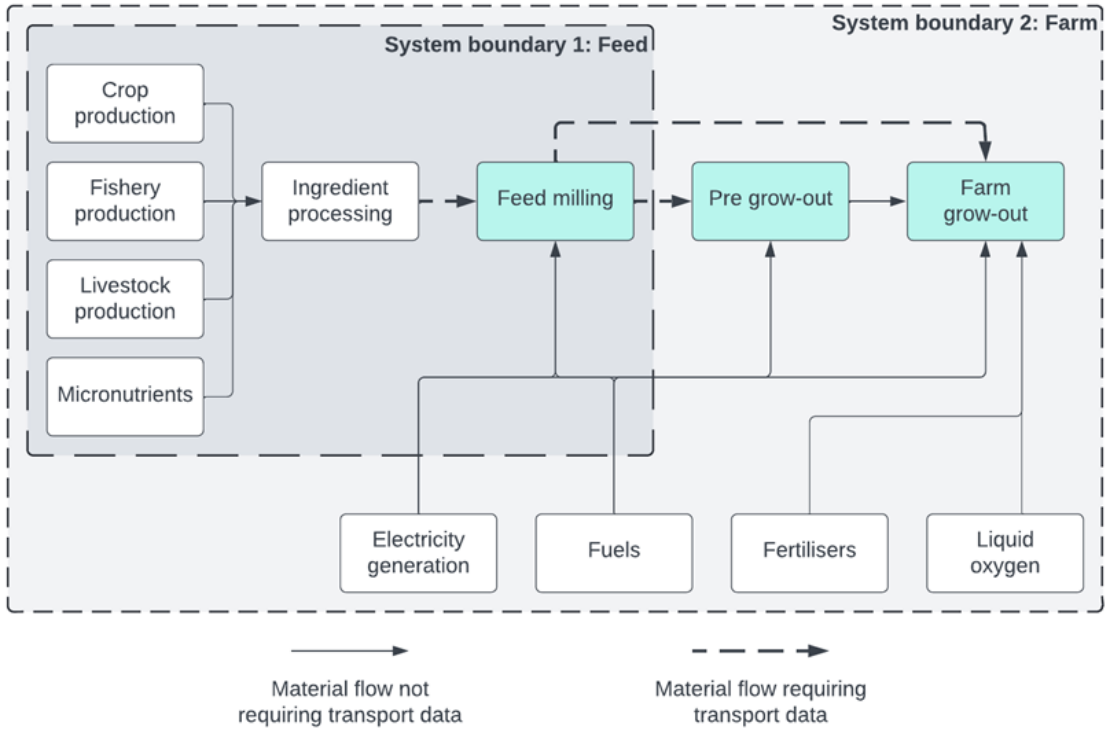 System boundary 2: Farm
System boundary 1: Feed
Crop
production
Fishery
production
Livestock
production
Micronutrients
Ingredient
processing
Feed milling
Pre grow-out
Farm
grow-out
Electricity
generation
Fuels
Fertilisers
Liquid
oxygen
Material flow not
requiring transport data
Material flow requiring
transport data